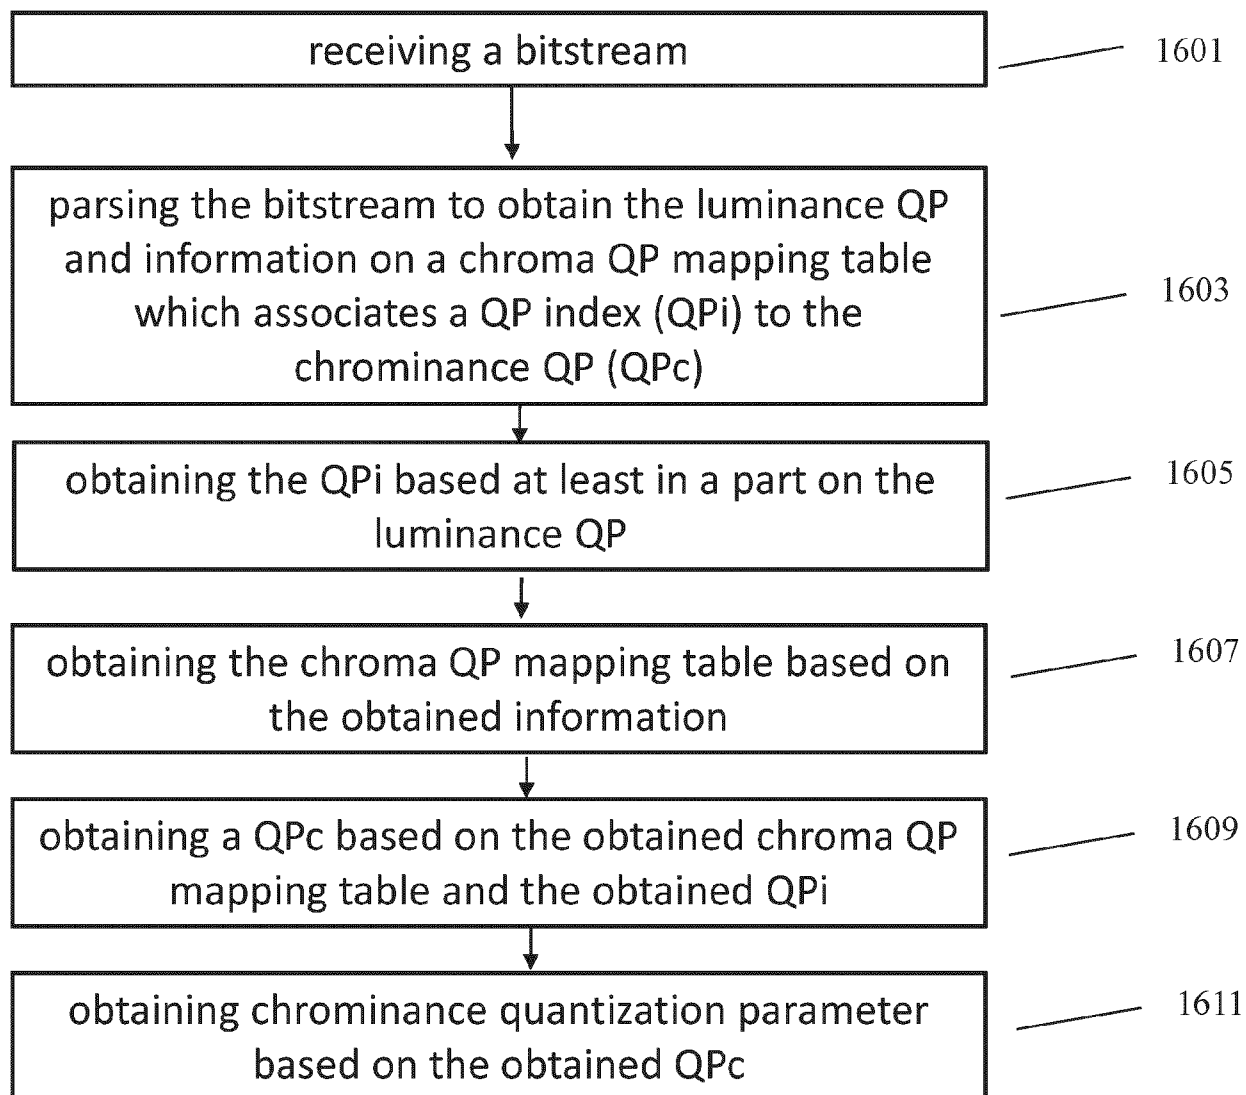 receiving a bitstream
1601
parsing the bitstream to obtain the luminance QP
and information on a chroma QP mapping table
which associates a QP index (QPi) to the
chrominance QP (QPc)
1603
obtaining the QPi based at least in a part on the
luminance QP
1605
obtaining the chroma QP mapping table based on
the obtained information
1607
obtaining a QPc based on the obtained chroma QP
mapping table and the obtained QPi
1609
obtaining chrominance quantization parameter
based on the obtained QPc
1611